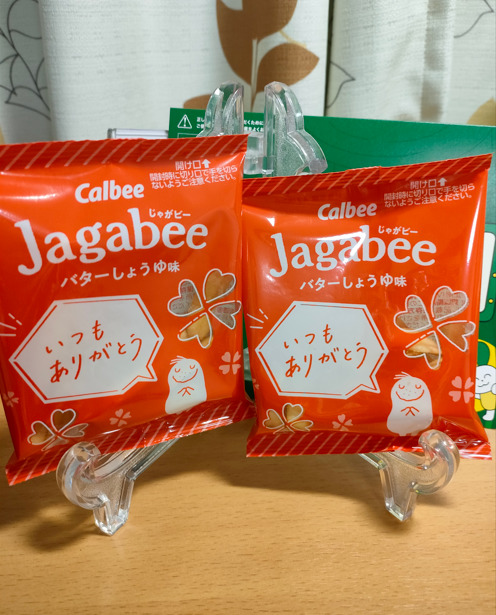 開け口⬆
開封時に切り口で手を切らないようご注意ください。
Calbee
じゃがビー
Jagabee
バターしょうゆ味
いつも
ありがとう
開け口⬆
開封時に切り口で手を切らないようご注意ください。
Calbee
じゃがビー
Jagabee
バターしょうゆ味
いつも
ありがとう